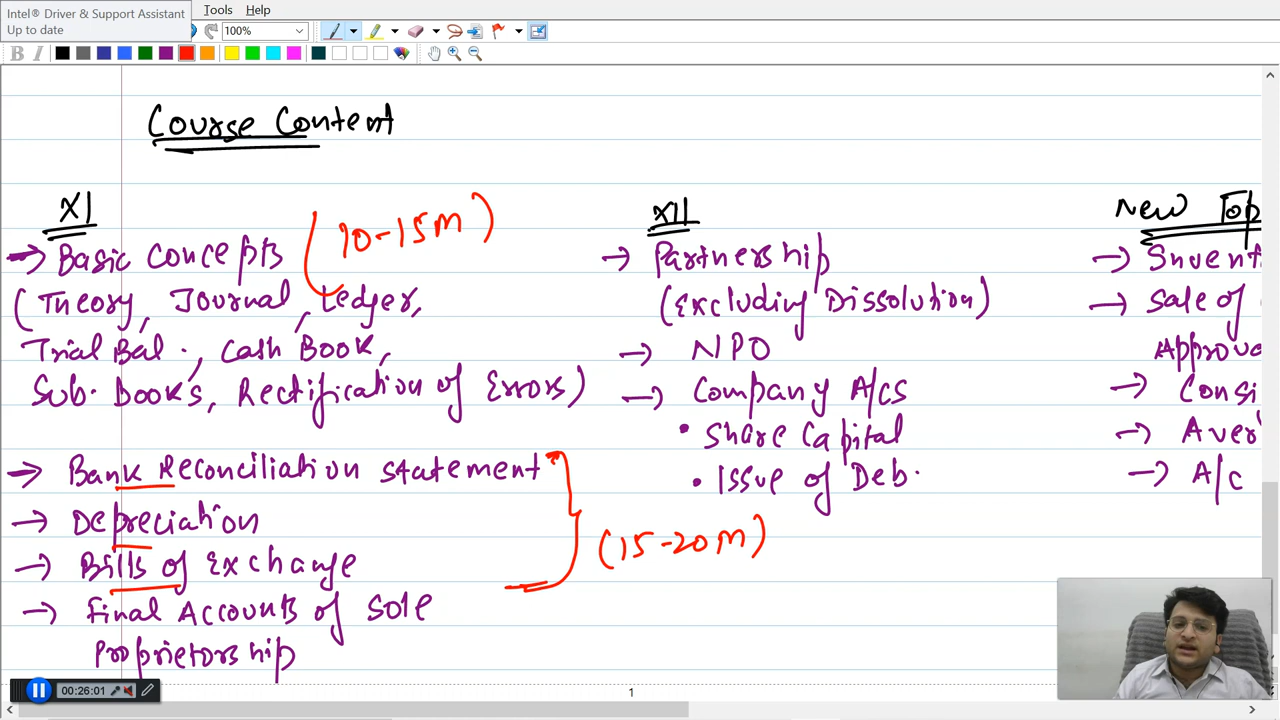 Intel® Driver & Support Assistant
Up to date
Tools Help
100%
B I
Course Content
XI
(10-15M)
→ Basic Concepts
(Theory, Journal, Ledger,
Trial Bal., Cash Book,
Sub. Books, Rectification of Errors)
→ Bank Reconciliation Statement
→ Depreciation
→ Bills of Exchange
(15-20M)
→ Final Accounts of Sole
Proprietorship
XII
→ Partnership
(Excluding Dissolution)
→ NPO
→ Company A/CS
• Share Capital
• Issue of Deb.
New Top
→ Invent
→ Sale of
Approva
→ Consi
→ Aver
→ A/c
00:26:01
1